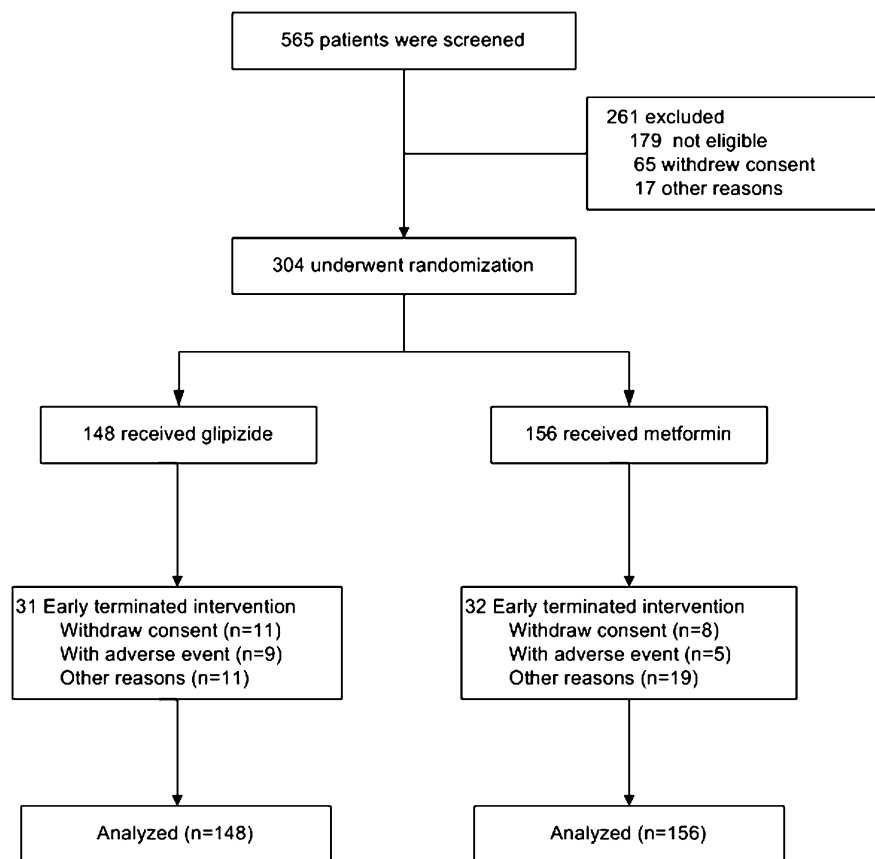 565 patients were screened
261 excluded
179 not eligible
65 withdrew consent
17 other reasons
304 underwent randomization
148 received glipizide
156 received metformin
31 Early terminated intervention
Withdraw consent (n=11)
With adverse event (n=9)
Other reasons (n=11)
32 Early terminated intervention
Withdraw consent (n=8)
With adverse event (n=5)
Other reasons (n=19)
Analyzed (n=148)
Analyzed (n=156)